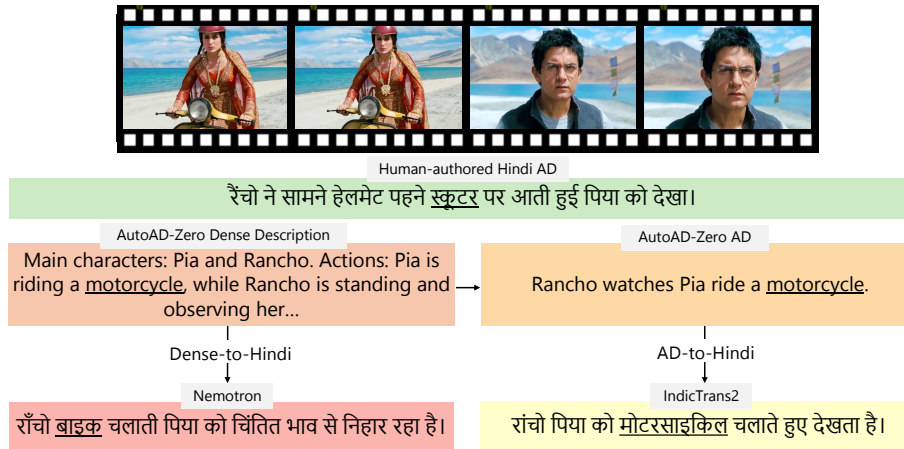 Human-authored Hindi AD
रैंचो ने सामने हेलमेट पहने स्कूटर पर आती हुई पिया को देखा।
AutoAD-Zero Dense Description
Main characters: Pia and Rancho. Actions: Pia is
riding a motorcycle, while Rancho is standing and
observing her...
AutoAD-Zero AD
Rancho watches Pia ride a motorcycle.
Dense-to-Hindi
AD-to-Hindi
Nemotron
राँचो बाइक चलाती पिया को चिंतित भाव से निहार रहा है।
IndicTrans2
रांचो पिया को मोटरसाइकिल चलाते हुए देखता है।